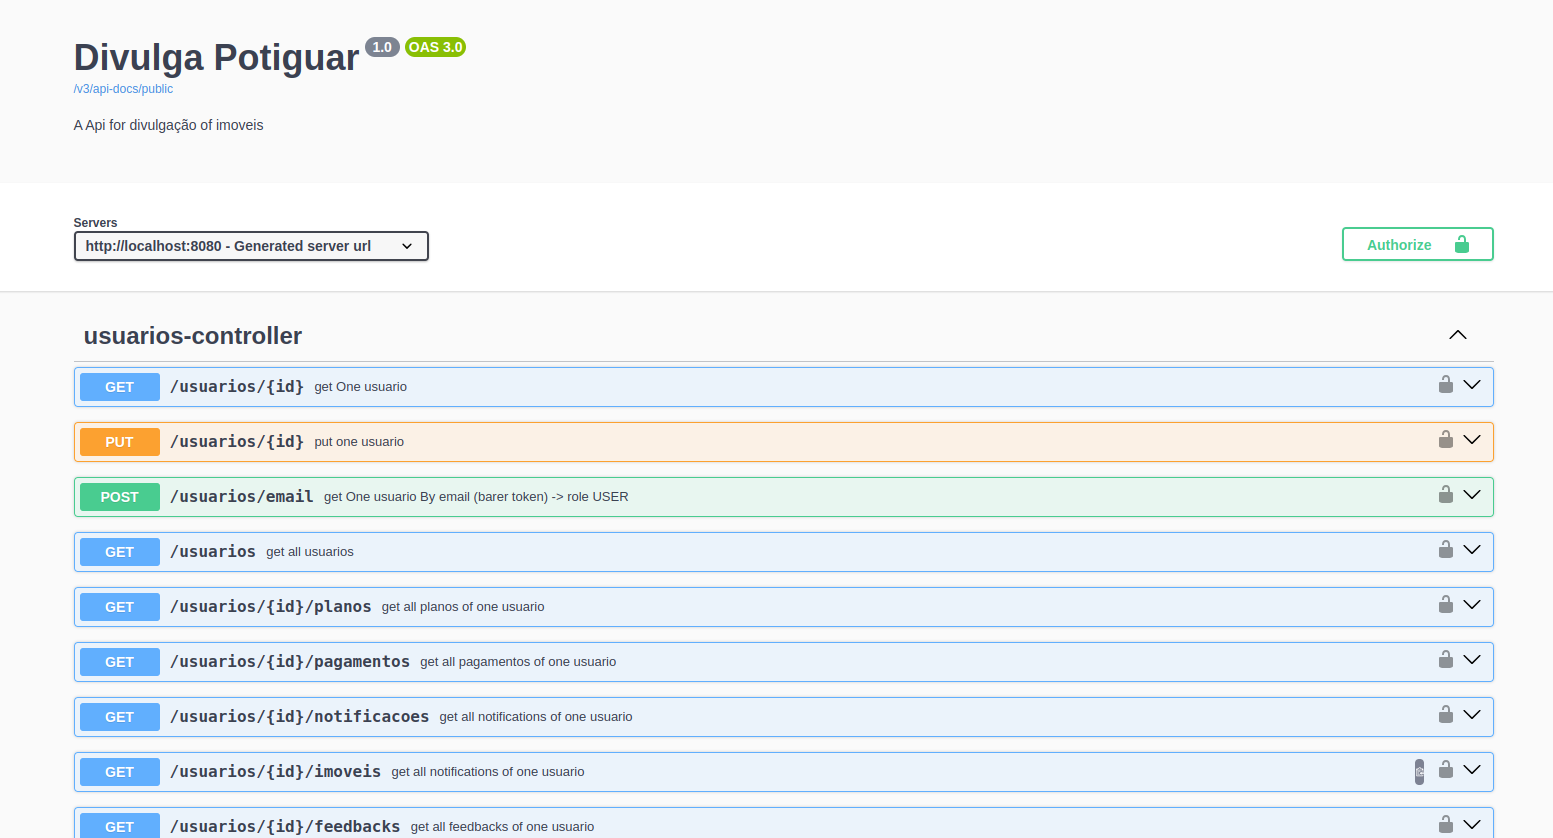 Divulga Potiguar 1.0 OAS 3.0
/v3/api-docs/public
A Api for divulgação of imoveis
Servers
http://localhost:8080 - Generated server url
Authorize
usuarios-controller
GET /usuarios/{id} get One usuario
PUT /usuarios/{id} put one usuario
POST /usuarios/email get One usuario By email (barer token) -> role USER
GET /usuarios get all usuarios
GET /usuarios/{id}/planos get all planos of one usuario
GET /usuarios/{id}/pagamentos get all pagamentos of one usuario
GET /usuarios/{id}/notificacoes get all notifications of one usuario
GET /usuarios/{id}/imoveis get all notifications of one usuario
GET /usuarios/{id}/feedbacks get all feedbacks of one usuario